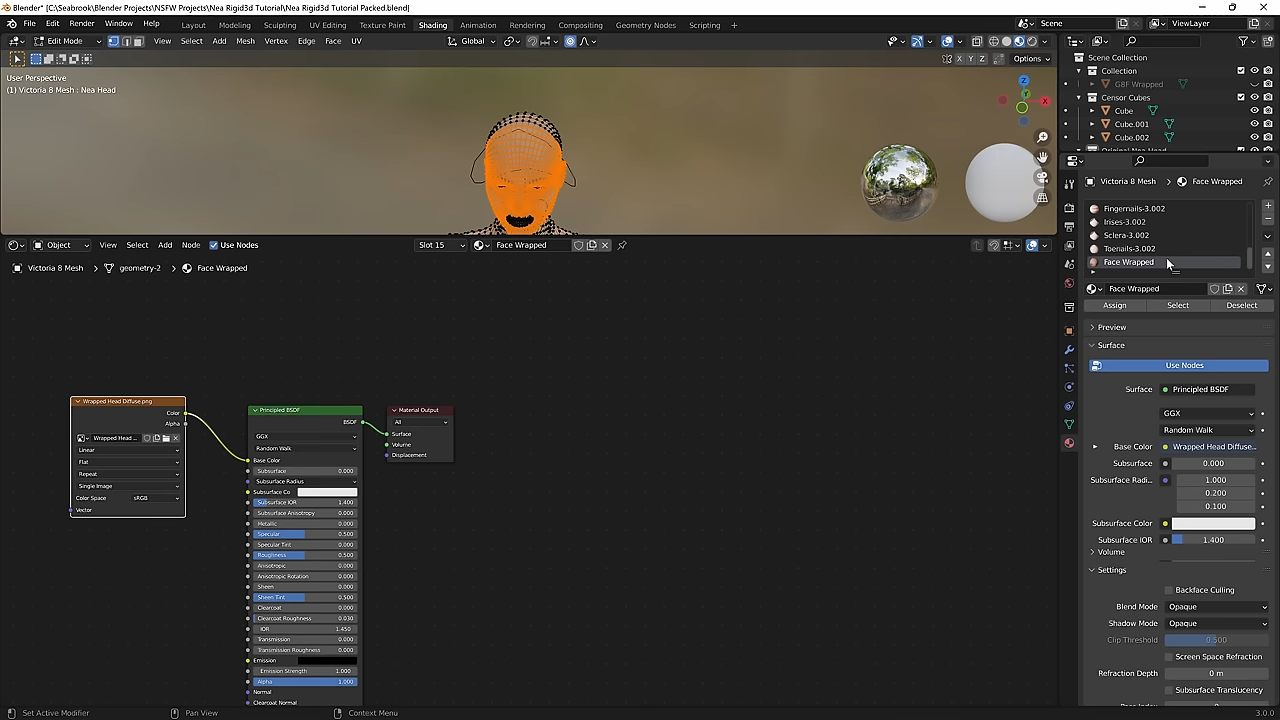 Blender* [C:\Seabrook\Blender Projects\NSFW Projects\Nea Rigid3d Tutorial\Nea Rigid3d Tutorial Packed.blend]
File Edit Render Window Help Layout Modeling Sculpting UV Editing Texture Paint Shading Animation Rendering Compositing Geometry Nodes Scripting + Scene ViewLayer
Edit Mode View Select Add Mesh Vertex Edge Face UV Global
X Y Z Options
User Perspective
(1) Victoria 8 Mesh : Nea Head
Z
Y
X
Scene Collection
Collection
G8F Wrapped
Censor Cubes
Cube
Cube.001
Cube.002
Original Nea Head
Victoria 8 Mesh Face Wrapped
Fingernails-3.002
Irises-3.002
Sclera-3.002
Toenails-3.002
Face Wrapped
Face Wrapped
Assign Select Deselect
Preview
Surface
Use Nodes
Surface Principled BSDF
GGX
Random Walk
Base Color Wrapped Head Diffuse...
Subsurface 0.000
Subsurface Radi... 1.000
0.200
0.100
Subsurface Color
Subsurface IOR 1.400
Volume
Settings
Backface Culling
Blend Mode Opaque
Shadow Mode Opaque
Clip Threshold 0.500
Screen Space Refraction
Refraction Depth 0 m
Subsurface Translucency
Object View Select Add Node Use Nodes Slot 15 Face Wrapped
Victoria 8 Mesh geometry-2 Face Wrapped
Wrapped Head Diffuse.png
Color
Alpha
Wrapped Head ...
Linear
Flat
Repeat
Single Image
Color Space sRGB
Vector
Principled BSDF
BSDF
GGX
Random Walk
Base Color
Subsurface 0.000
Subsurface Radius
Subsurface Co
Subsurface IOR 1.400
Subsurface Anisotropy 0.000
Metallic 0.000
Specular 0.500
Specular Tint 0.000
Roughness 0.500
Anisotropic 0.000
Anisotropic Rotation 0.000
Sheen 0.000
Sheen Tint 0.500
Clearcoat 0.000
Clearcoat Roughness 0.030
IOR 1.450
Transmission 0.000
Transmission Roughness 0.000
Emission
Emission Strength 1.000
Alpha 1.000
Normal
Clearcoat Normal
Material Output
All
Surface
Volume
Displacement
Set Active Modifier Pan View Context Menu 3.0.0